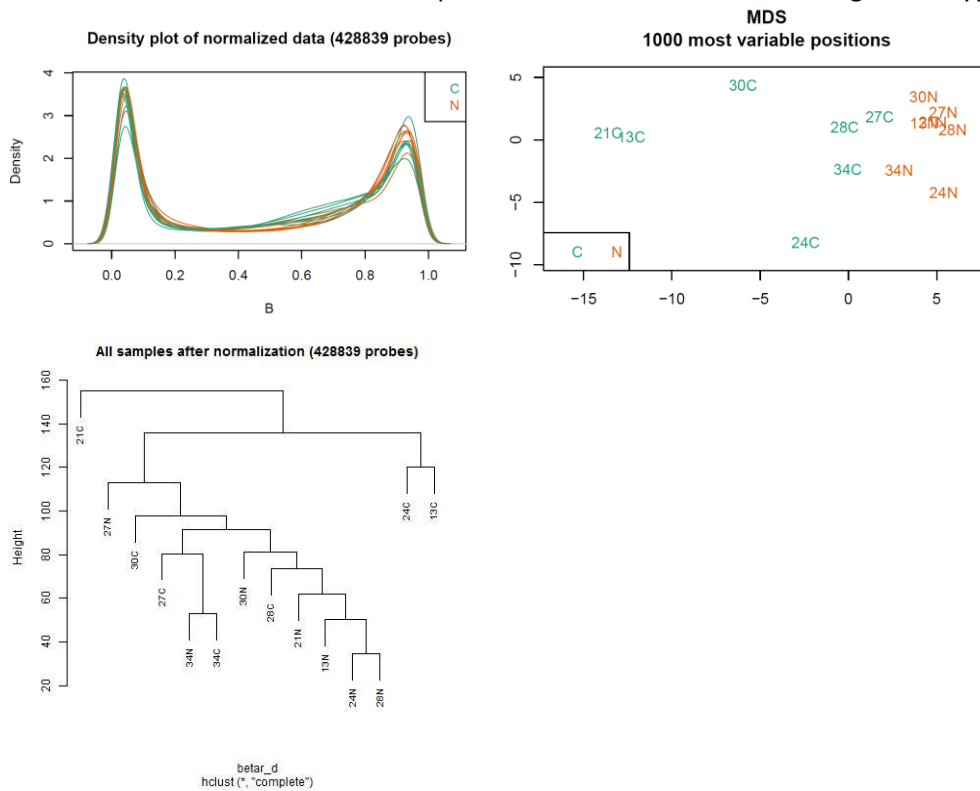 Density plot of normalized data (428839 probes)
4
3
2
1
0
Density
C
N
0.0 0.2 0.4 0.6 0.8 1.0
B
MDS
1000 most variable positions
5
0
-5
-10
30C
21C
13C
28C
27C
34C
24C
30N
27N
28N
34N
24N
C N
−15 −10 −5 0 5
All samples after normalization (428839 probes)
160
140
120
100
80
60
40
20
Height
21C
27N
30C
27C
34N
34C
30N
28C
21N
13N
24N
28N
24C
13C
betar_d
hclust (*, "complete")